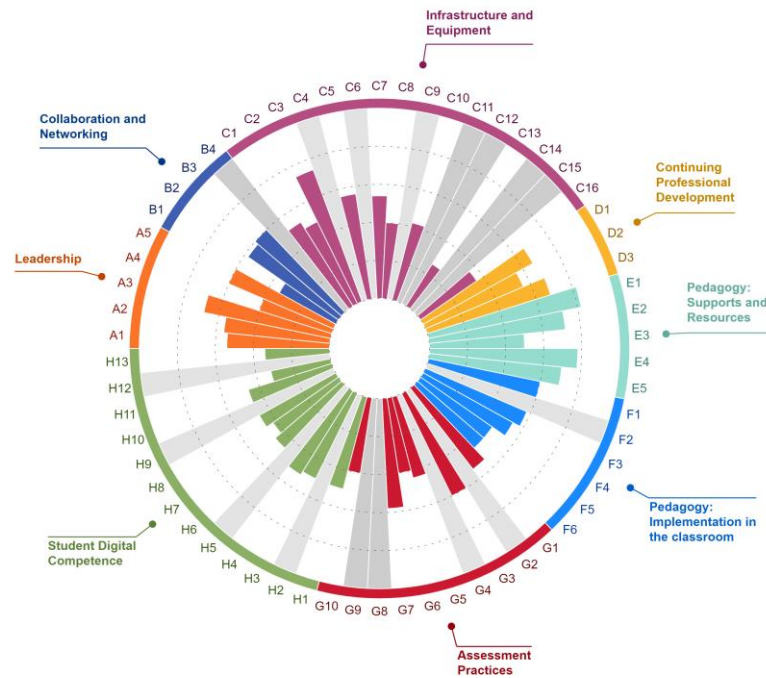 Infrastructure and
Equipment
Collaboration and
Networking
Continuing
Professional
Development
Leadership
Pedagogy:
Supports and
Resources
Pedagogy:
Implementation in
the classroom
Student Digital
Competence
Assessment
Practices
A1
A2
A3
A4
A5
B1
B2
B3
B4
C1
C2
C3
C4
C5
C6
C7
C8
C9
C10
C11
C12
C13
C14
C15
C16
D1
D2
D3
E1
E2
E3
E4
E5
F1
F2
F3
F4
F5
F6
G1
G2
G3
G4
G5
G6
G7
G8
G9
G10
H1
H2
H3
H4
H5
H6
H7
H8
H9
H10
H11
H12
H13